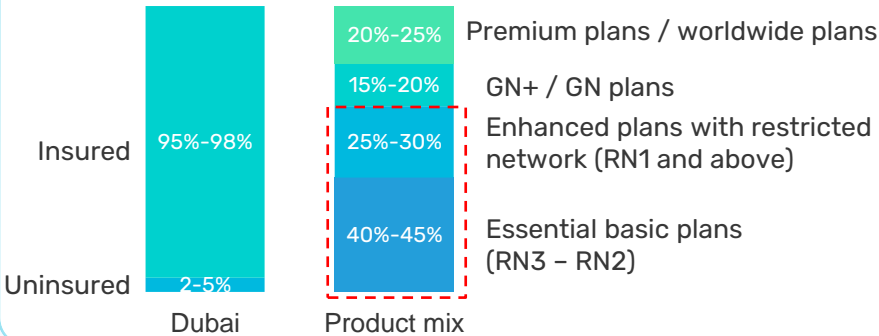 20%-25% Premium plans / worldwide plans
15%-20% GN+ / GN plans
Insured 95%-98% 25%-30% Enhanced plans with restricted
network (RN1 and above)
40%-45% Essential basic plans
(RN3 – RN2)
Uninsured 2-5%
Dubai Product mix